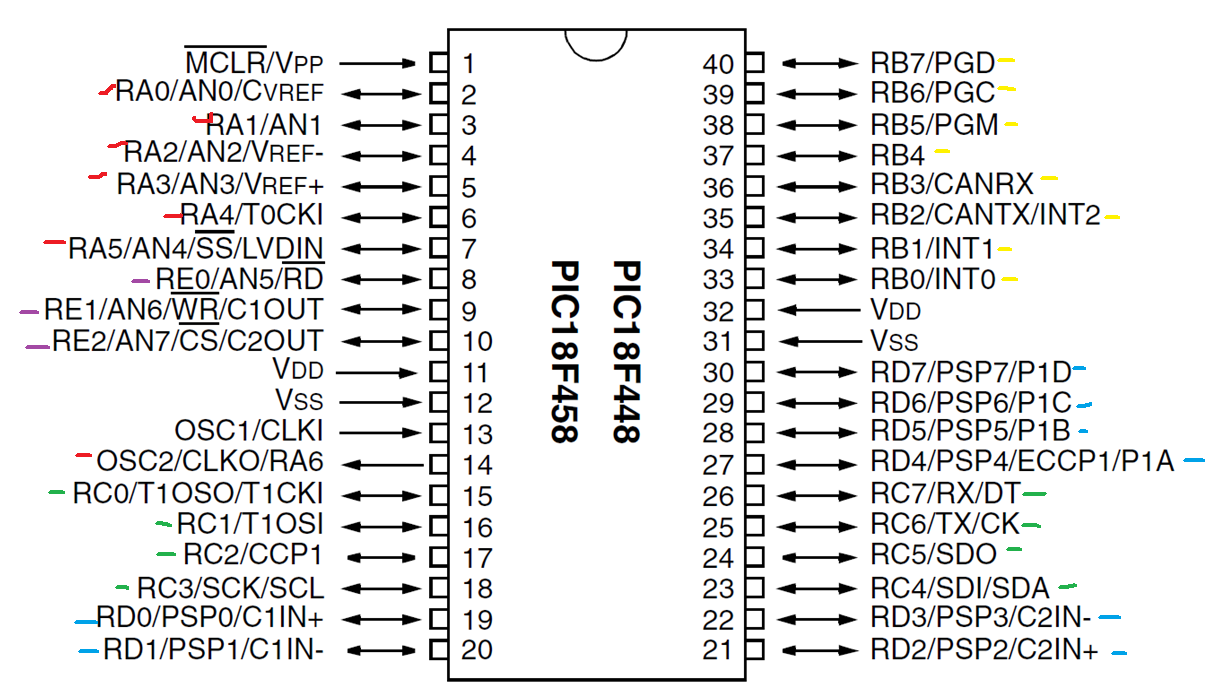 MCLR/VPP 1
RA0/AN0/CVREF 2
RA1/AN1 3
RA2/AN2/VREF- 4
RA3/AN3/VREF+ 5
RA4/T0CKI 6
RA5/AN4/SS/LVDIN 7
RE0/AN5/RD 8
RE1/AN6/WR/C1OUT 9
RE2/AN7/CS/C2OUT 10
VDD 11
VSS 12
OSC1/CLKI 13
OSC2/CLKO/RA6 14
RC0/T1OSO/T1CKI 15
RC1/T1OSI 16
RC2/CCP1 17
RC3/SCK/SCL 18
RD0/PSP0/C1IN+ 19
RD1/PSP1/C1IN- 20
PIC18F458
PIC18F448
40 RB7/PGD
39 RB6/PGC
38 RB5/PGM
37 RB4
36 RB3/CANRX
35 RB2/CANTX/INT2
34 RB1/INT1
33 RB0/INT0
32 VDD
31 VSS
30 RD7/PSP7/P1D
29 RD6/PSP6/P1C
28 RD5/PSP5/P1B
27 RD4/PSP4/ECCP1/P1A
26 RC7/RX/DT
25 RC6/TX/CK
24 RC5/SDO
23 RC4/SDI/SDA
22 RD3/PSP3/C2IN-
21 RD2/PSP2/C2IN+